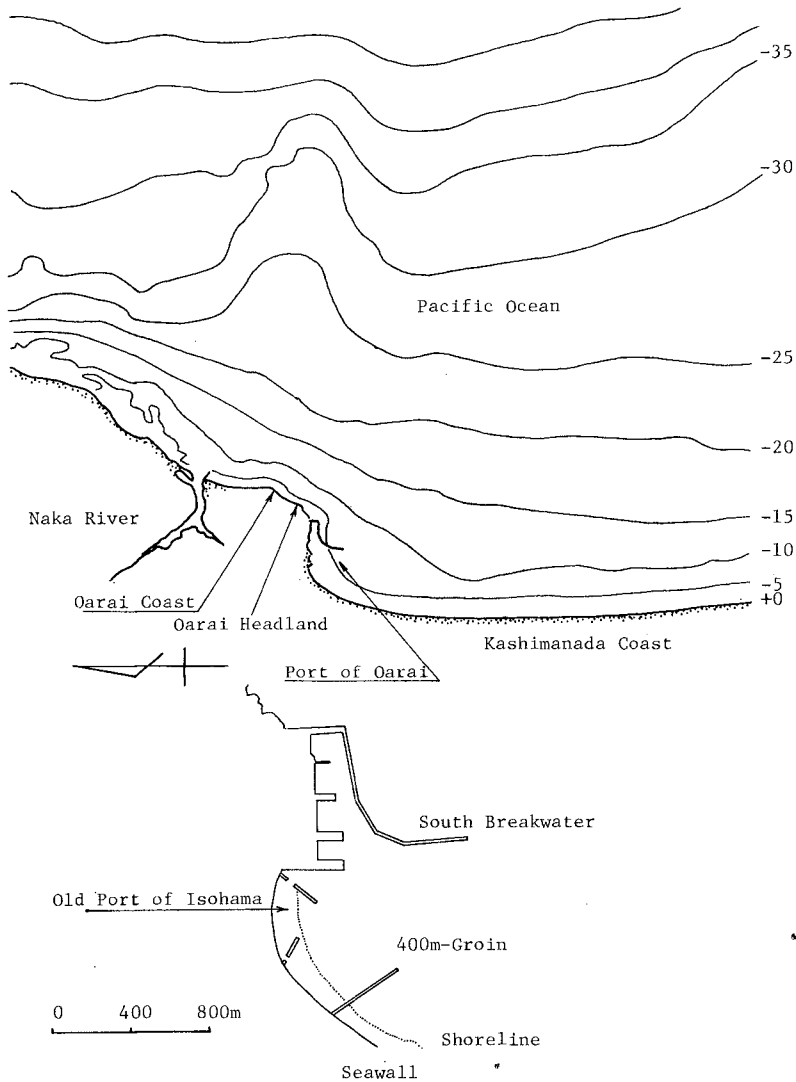 -35
-30
Pacific Ocean
-25
-20
-15
-10
-5
+0
Naka River
Oarai Coast
Oarai Headland
Kashimanada Coast
Port of Oarai
South Breakwater
Old Port of Isohama
400m-Groin
0 400 800m
Shoreline
Seawall